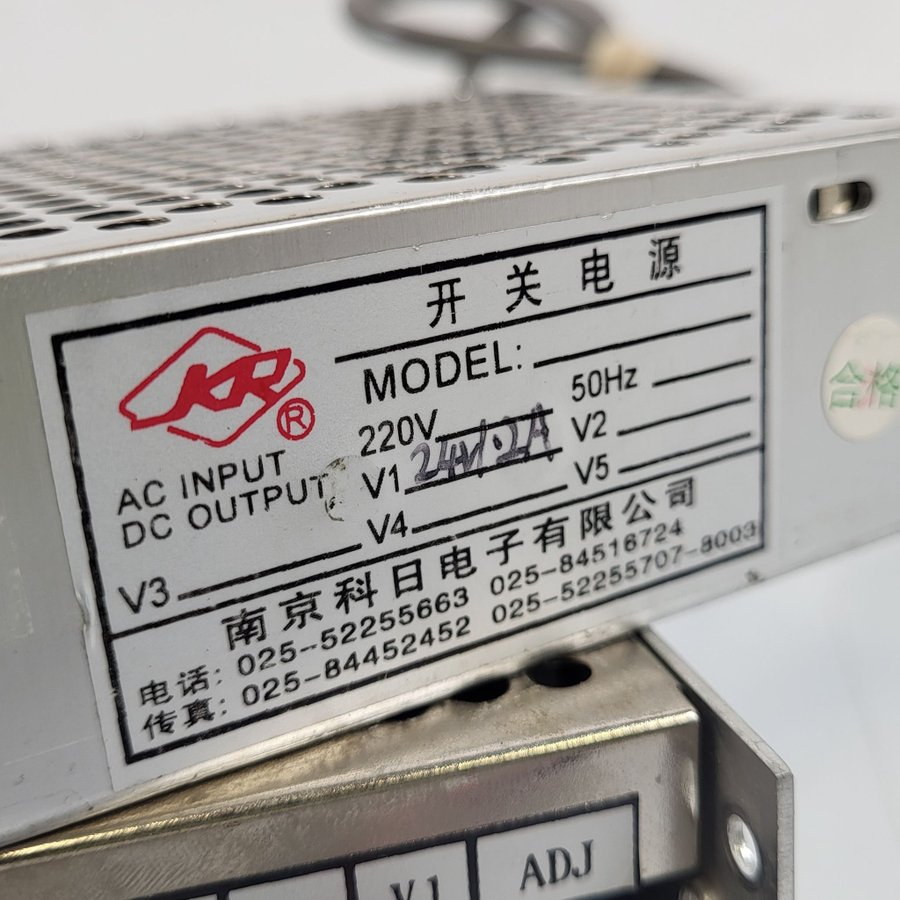 开关电源
KR
®
MODEL:
AC INPUT 220V 50Hz
DC OUTPUT V1 24V.2A V2
V3 V4 V5
南京科日电子有限公司
电话: 025-52255663 025-84516724
传真: 025-84452452 025-52255707-8003
合格
V1 ADJ